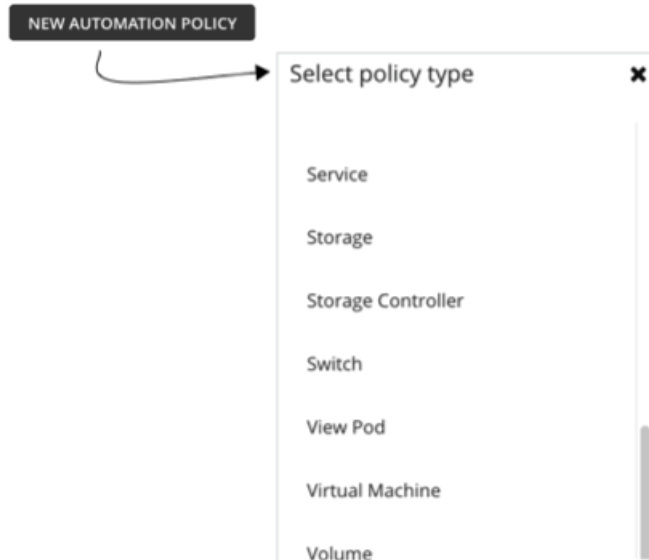 NEW AUTOMATION POLICY
Select policy type
Service
Storage
Storage Controller
Switch
View Pod
Virtual Machine
Volume